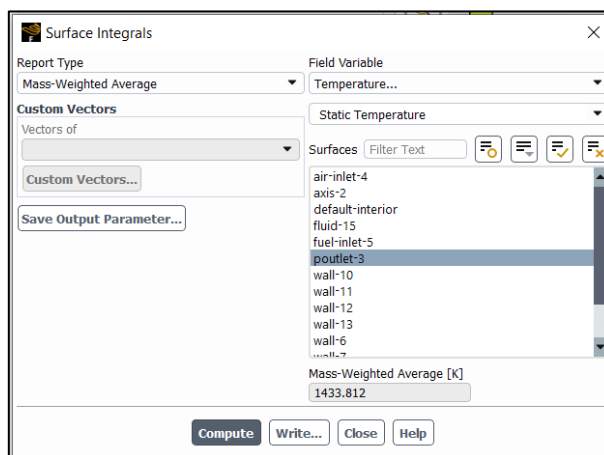 Surface Integrals
Report Type
Mass-Weighted Average
Custom Vectors
Vectors of
Custom Vectors...
Save Output Parameter...
Field Variable
Temperature...
Static Temperature
Surfaces Filter Text
air-inlet-4
axis-2
default-interior
fluid-15
fuel-inlet-5
poutlet-3
wall-10
wall-11
wall-12
wall-13
wall-6
wall-7
Mass-Weighted Average [K]
1433.812
Compute Write... Close Help